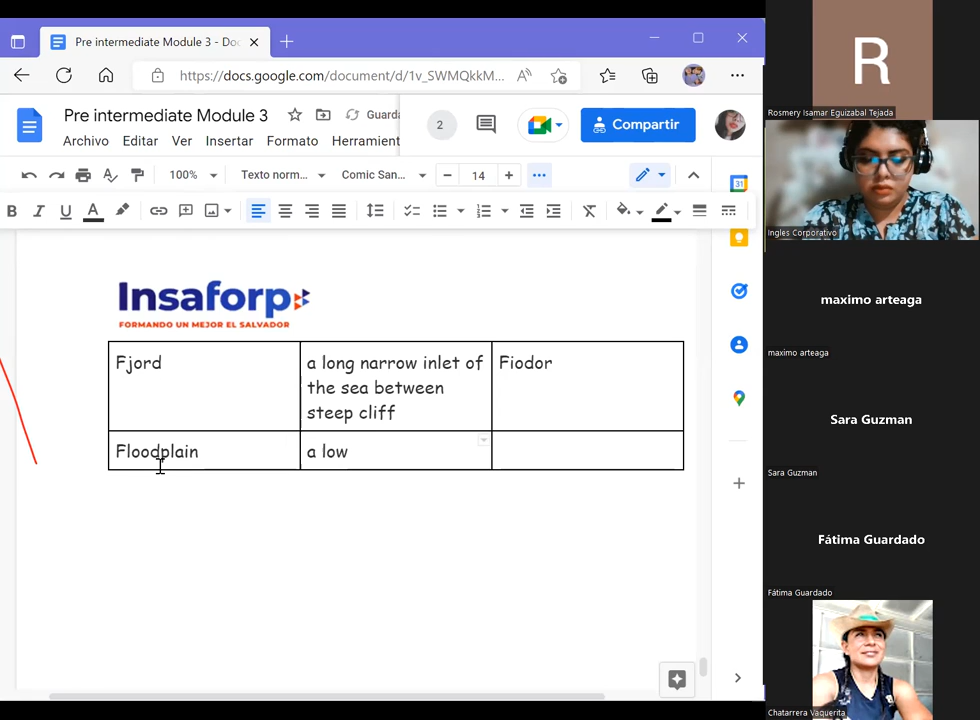 Pre intermediate Module 3 - Doc
https://docs.google.com/document/d/1v_SWMQkkM...
Pre intermediate Module 3
Guarda
2
Compartir
Archivo Editar Ver Insertar Formato Herramient
100% Texto norm... Comic San... 14
Insaforp
FORMANDO UN MEJOR EL SALVADOR
Fjord
a long narrow inlet of
the sea between
steep cliff
Fiodor
Floodplain
a low
R
Rosmery Isamar Eguizabal Tejada
Ingles Corporativo
maximo arteaga
maximo arteaga
Sara Guzman
Sara Guzman
Fátima Guardado
Fátima Guardado
Chatarrera Vaquerita